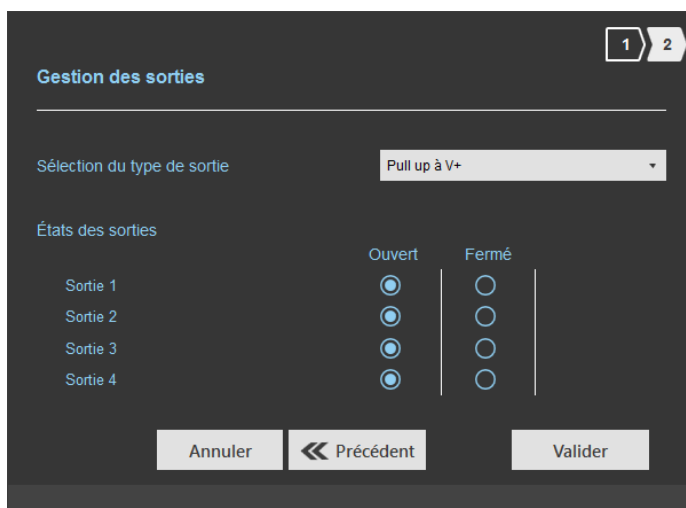 1 2
Gestion des sorties
Sélection du type de sortie Pull up à V+
États des sorties
Ouvert Fermé
Sortie 1
Sortie 2
Sortie 3
Sortie 4
Annuler Précédent Valider